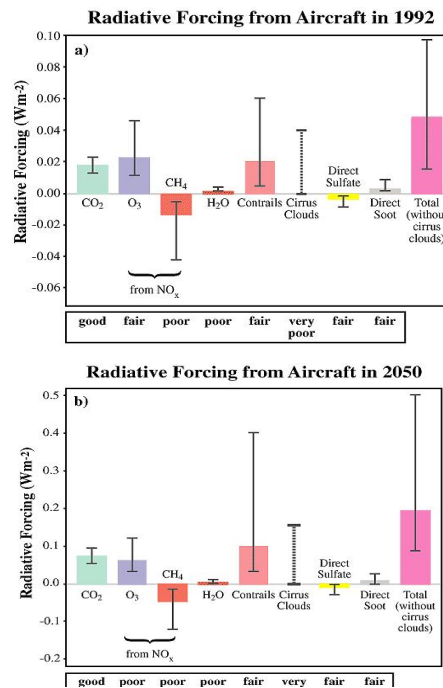 Radiative Forcing from Aircraft in 1992
a)
Radiative Forcing (Wm-2)
0.10
0.08
0.06
0.04
0.02
0.00
-0.02
-0.04
-0.06
CO2
O3
CH4
H2O
Contrails
Cirrus
Clouds
Direct
Sulfate
Direct
Soot
Total
(without
cirrus
clouds)
from NOx
good fair poor poor fair very poor fair fair
Radiative Forcing from Aircraft in 2050
b)
Radiative Forcing (Wm-2)
0.5
0.4
0.3
0.2
0.1
0.0
-0.1
-0.2
CO2
O3
CH4
H2O
Contrails
Cirrus
Clouds
Direct
Sulfate
Direct
Soot
Total
(without
cirrus
clouds)
from NOx
good poor poor poor fair very fair fair